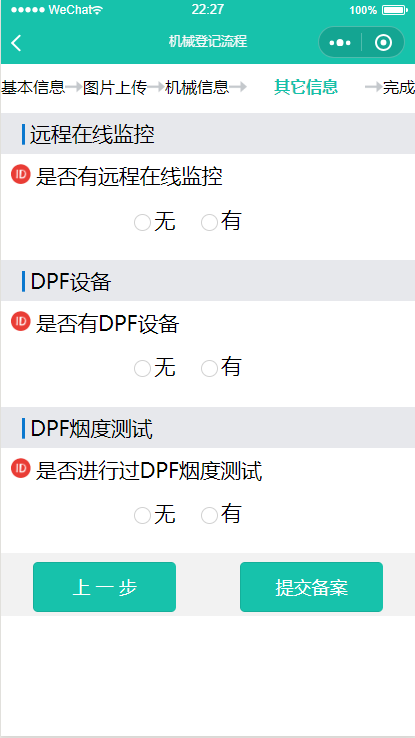 WeChat 22:27 100%
机械登记流程
基本信息 图片上传 机械信息 其它信息 完成
远程在线监控
ID 是否有远程在线监控
无 有
DPF设备
ID 是否有DPF设备
无 有
DPF烟度测试
ID 是否进行过DPF烟度测试
无 有
上一步 提交备案